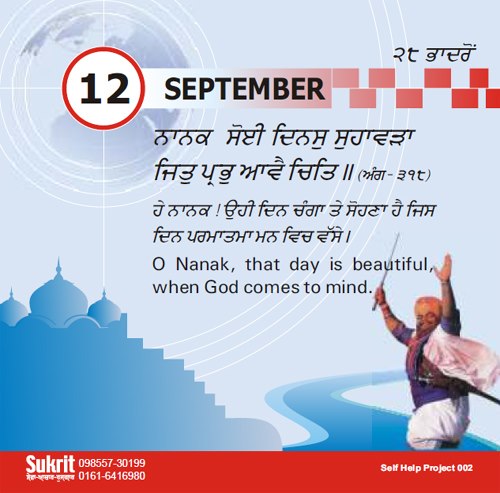 ੨੮ ਭਾਦਰੋਂ
12 SEPTEMBER
ਨਾਨਕ ਸੋਈ ਦਿਨਸੁ ਸੁਹਾਵੜਾ
ਜਿਤੁ ਪ੍ਰਭੁ ਆਵੈ ਚਿਤਿ ॥ (ਅੰਗ - ੩੧੮)
ਹੇ ਨਾਨਕ ! ਉਹੀ ਦਿਨ ਚੰਗਾ ਤੇ ਸੋਹਣਾ ਹੈ ਜਿਸ
ਦਿਨ ਪਰਮਾਤਮਾ ਮਨ ਵਿਚ ਵੱਸੇ ।
O Nanak, that day is beautiful,
when God comes to mind.
Sukrit 098557-30199
0161-6416980
Self Help Project 002